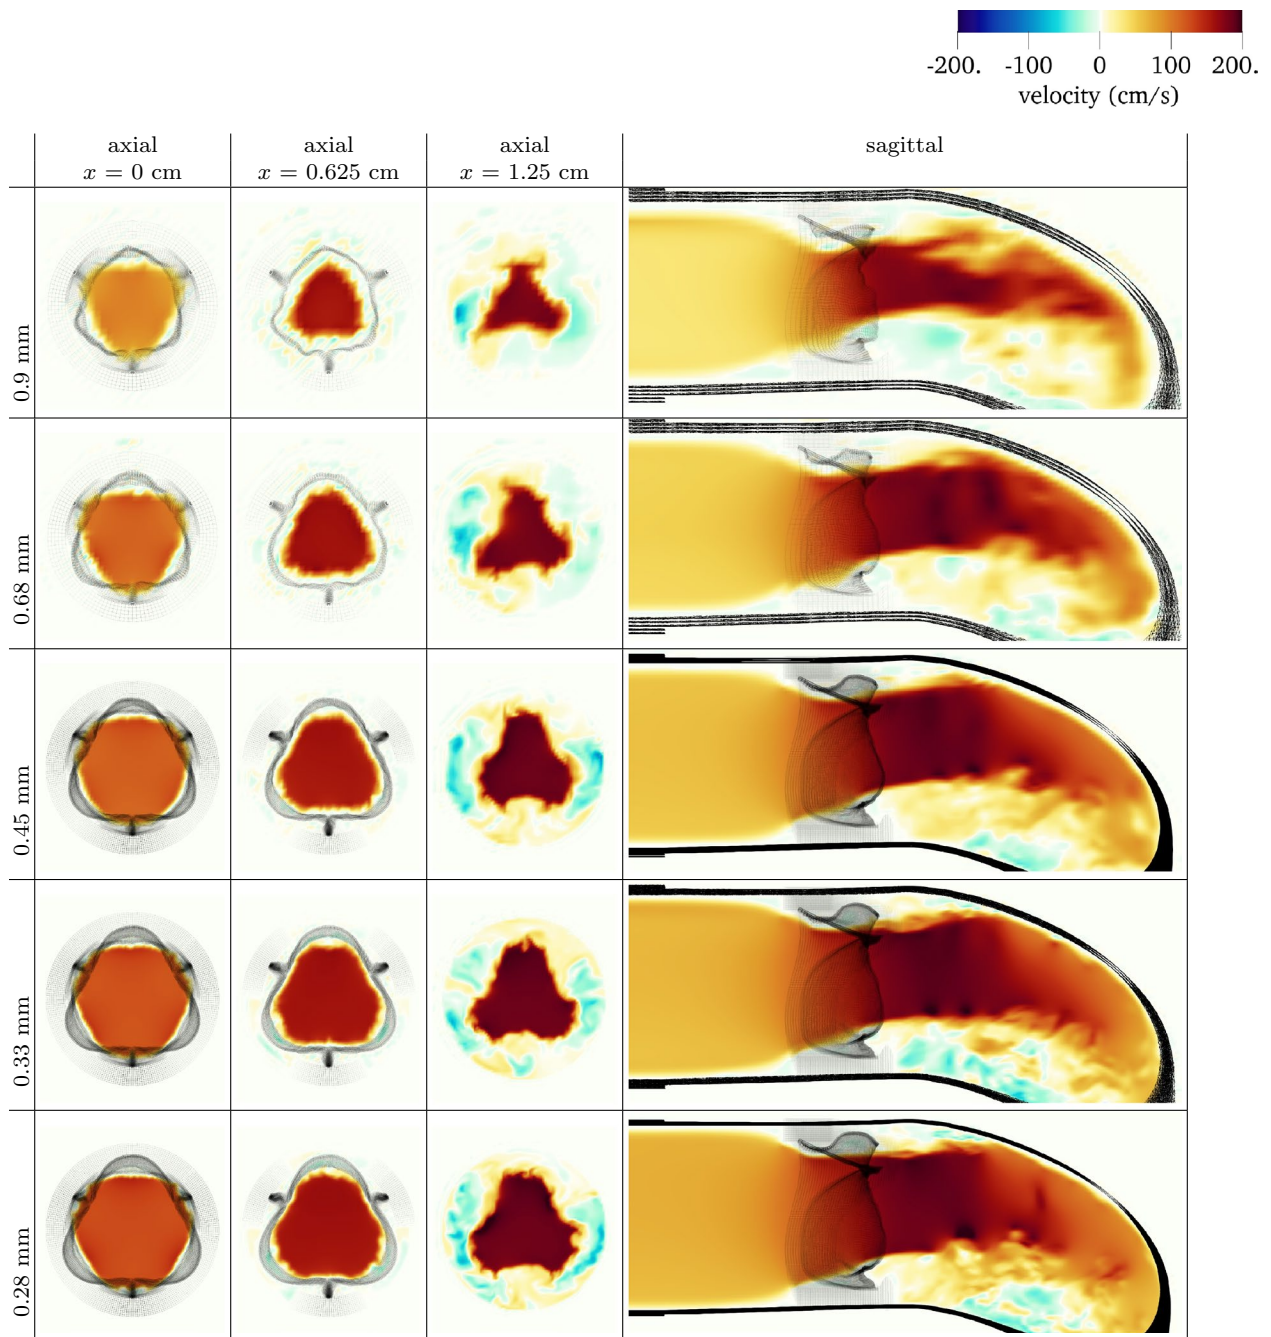 -200. -100 0 100 200.
velocity (cm/s)
axial axial axial sagittal
x = 0 cm x = 0.625 cm x = 1.25 cm
0.9 mm
0.68 mm
0.45 mm
0.33 mm
0.28 mm